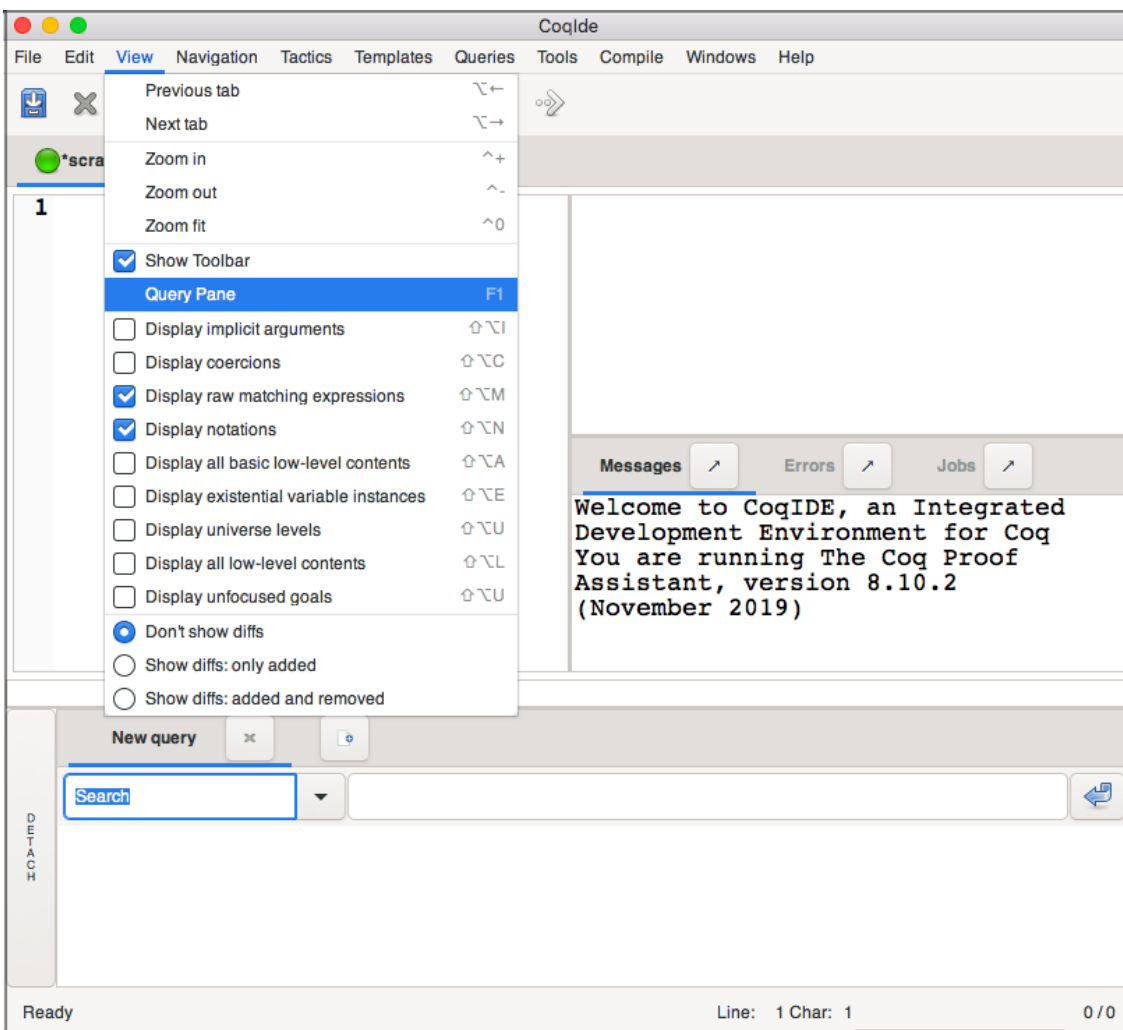 CoqIde
File Edit View Navigation Tactics Templates Queries Tools Compile Windows Help
Previous tab ⌥←
Next tab ⌥→
*scra
Zoom in ^+
Zoom out ^-
Zoom fit ^0
1
Show Toolbar
Query Pane F1
Display implicit arguments ⇧⌥I
Display coercions ⇧⌥C
Display raw matching expressions ⇧⌥M
Display notations ⇧⌥N
Display all basic low-level contents ⇧⌥A
Display existential variable instances ⇧⌥E
Display universe levels ⇧⌥U
Display all low-level contents ⇧⌥L
Display unfocused goals ⇧⌥U
Don't show diffs
Show diffs: only added
Show diffs: added and removed
Messages ↗ Errors ↗ Jobs ↗
Welcome to CoqIDE, an Integrated
Development Environment for Coq
You are running The Coq Proof
Assistant, version 8.10.2
(November 2019)
New query
Search
DETACH
Ready Line: 1 Char: 1 0 / 0